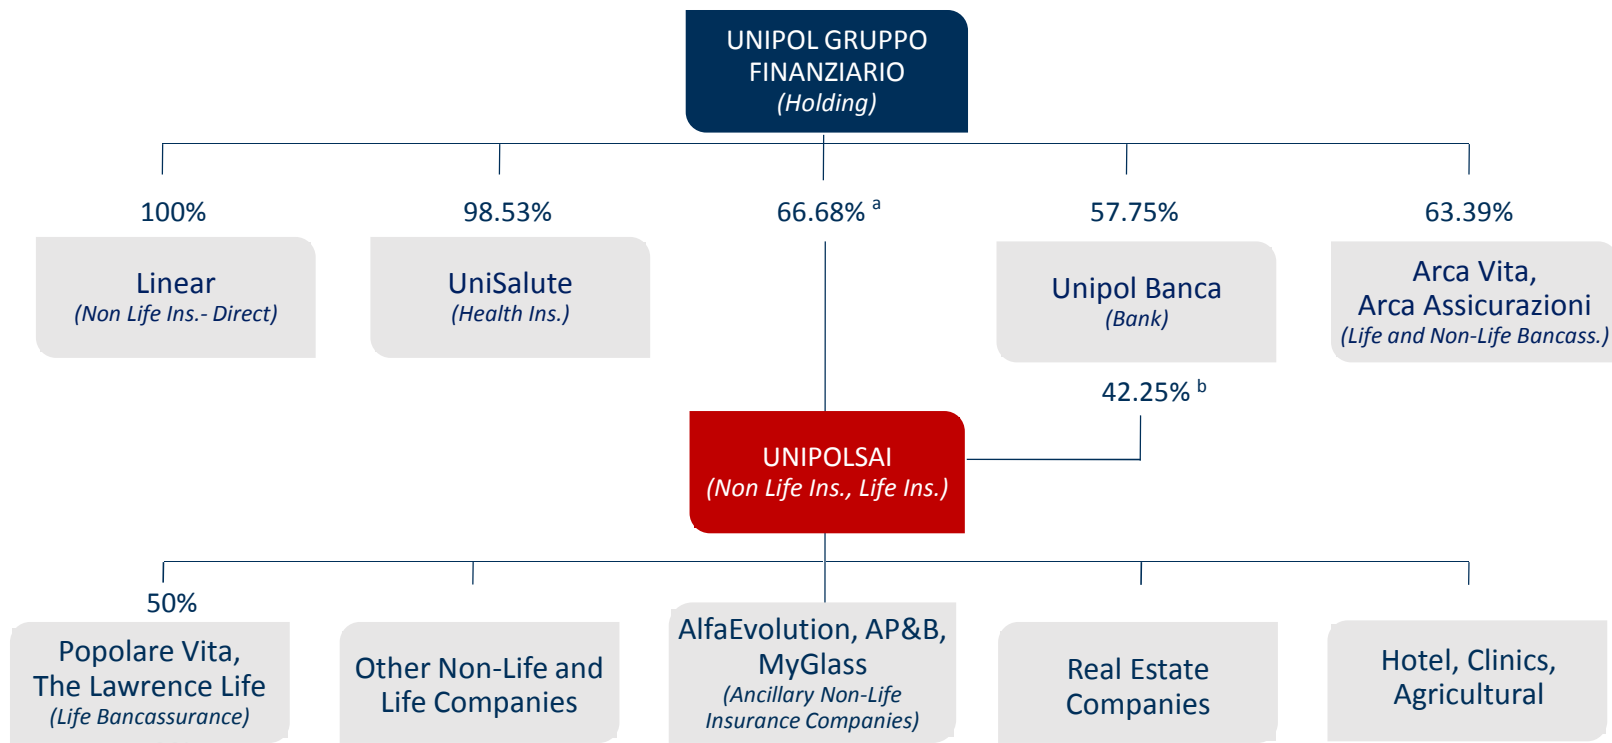 UNIPOL GRUPPO
FINANZIARIO
(Holding)
100%
98.53%
66.68% a
57.75%
63.39%
Linear
(Non Life Ins.- Direct)
UniSalute
(Health Ins.)
Unipol Banca
(Bank)
Arca Vita,
Arca Assicurazioni
(Life and Non-Life Bancass.)
42.25% b
UNIPOLSAI
(Non Life Ins., Life Ins.)
50%
Popolare Vita,
The Lawrence Life
(Life Bancassurance)
Other Non-Life and
Life Companies
AlfaEvolution, AP&B,
MyGlass
(Ancillary Non-Life
Insurance Companies)
Real Estate
Companies
Hotel, Clinics,
Agricultural